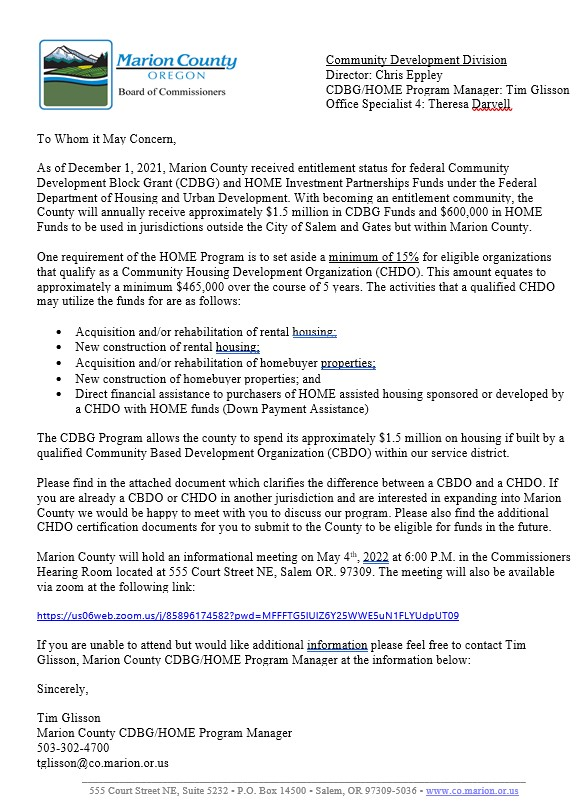 Marion County
OREGON
Board of Commissioners
Community Development Division
Director: Chris Eppley
CDBG/HOME Program Manager: Tim Glisson
Office Specialist 4: Theresa Darvell
To Whom it May Concern,
As of December 1, 2021, Marion County received entitlement status for federal Community
Development Block Grant (CDBG) and HOME Investment Partnerships Funds under the Federal
Department of Housing and Urban Development. With becoming an entitlement community, the
County will annually receive approximately $1.5 million in CDBG Funds and $600,000 in HOME
Funds to be used in jurisdictions outside the City of Salem and Gates but within Marion County.
One requirement of the HOME Program is to set aside a minimum of 15% for eligible organizations
that qualify as a Community Housing Development Organization (CHDO). This amount equates to
approximately a minimum $465,000 over the course of 5 years. The activities that a qualified CHDO
may utilize the funds for are as follows:
• Acquisition and/or rehabilitation of rental housing;
• New construction of rental housing;
• Acquisition and/or rehabilitation of homebuyer properties;
• New construction of homebuyer properties; and
• Direct financial assistance to purchasers of HOME assisted housing sponsored or developed by
a CHDO with HOME funds (Down Payment Assistance)
The CDBG Program allows the county to spend its approximately $1.5 million on housing if built by a
qualified Community Based Development Organization (CBDO) within our service district.
Please find in the attached document which clarifies the difference between a CBDO and a CHDO. If
you are already a CBDO or CHDO in another jurisdiction and are interested in expanding into Marion
County we would be happy to meet with you to discuss our program. Please also find the additional
CHDO certification documents for you to submit to the County to be eligible for funds in the future.
Marion County will hold an informational meeting on May 4th, 2022 at 6:00 P.M. in the Commissioners
Hearing Room located at 555 Court Street NE, Salem OR. 97309. The meeting will also be available
via zoom at the following link:
https://us06web.zoom.us/j/85896174582?pwd=MFFFTG5IUlZ6Y25WWE5uN1FLYUdpUT09
If you are unable to attend but would like additional information please feel free to contact Tim
Glisson, Marion County CDBG/HOME Program Manager at the information below:
Sincerely,
Tim Glisson
Marion County CDBG/HOME Program Manager
503-302-4700
tglisson@co.marion.or.us
555 Court Street NE, Suite 5232 • P.O. Box 14500 • Salem, OR 97309-5036 • www.co.marion.or.us